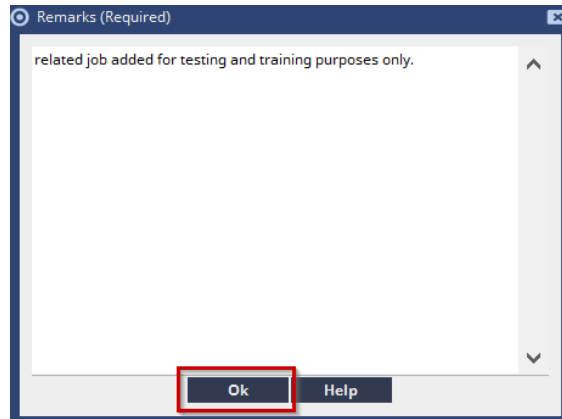 Remarks (Required)
related job added for testing and training purposes only.
Ok Help